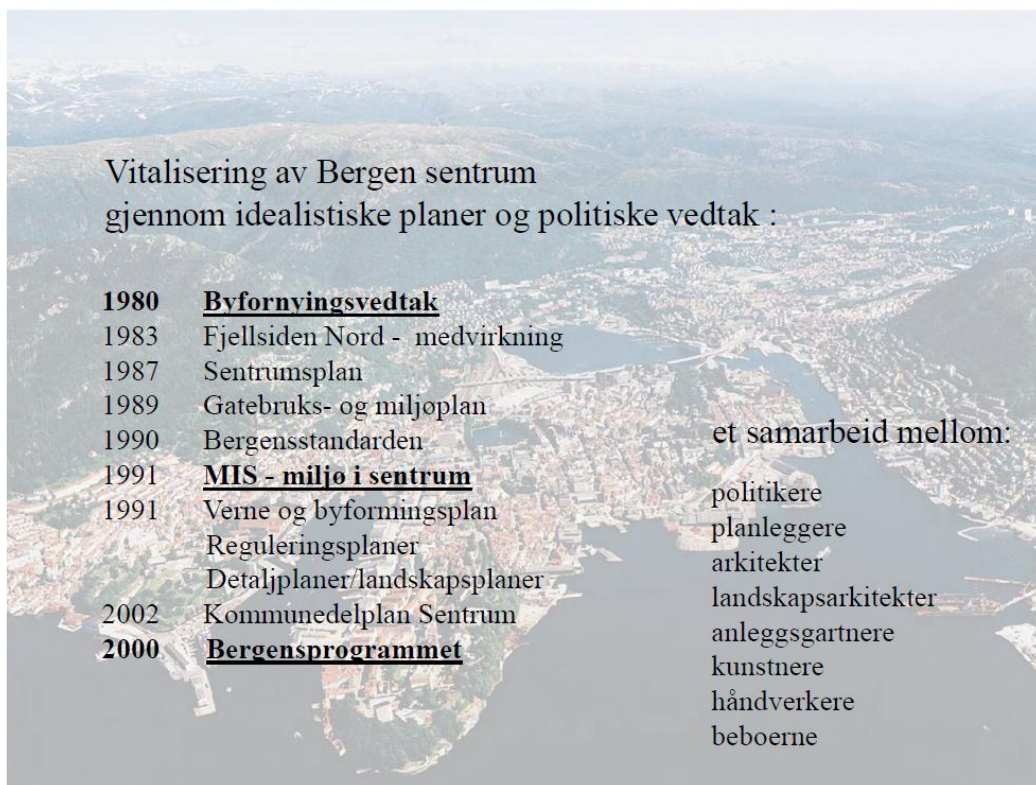 Vitalisering av Bergen sentrum
gjennom idealistiske planer og politiske vedtak :
1980 Byfornyingsvedtak
1983 Fjellsiden Nord - medvirkning
1987 Sentrumsplan
1989 Gatebruks- og miljøplan
1990 Bergensstandarden
1991 MIS - miljø i sentrum
1991 Verne og byformingsplan
Reguleringsplaner
Detaljplaner/landskapsplaner
2002 Kommunedelplan Sentrum
2000 Bergensprogrammet
et samarbeid mellom:
politikere
planleggere
arkitekter
landskapsarkitekter
anleggsgartnere
kunstnere
håndverkere
beboerne